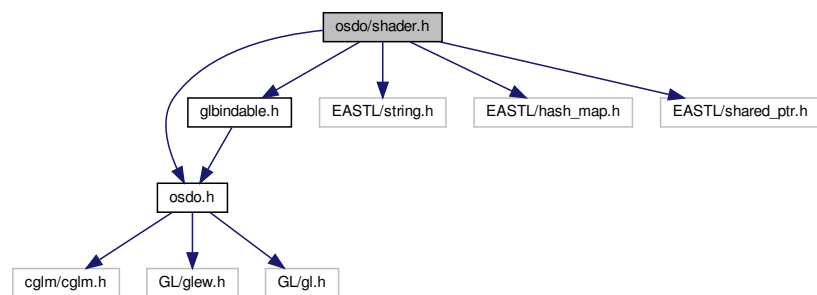 osdo/shader.h
glbindable.h
EASTL/string.h
EASTL/hash_map.h
EASTL/shared_ptr.h
osdo.h
cglm/cglm.h
GL/glew.h
GL/gl.h